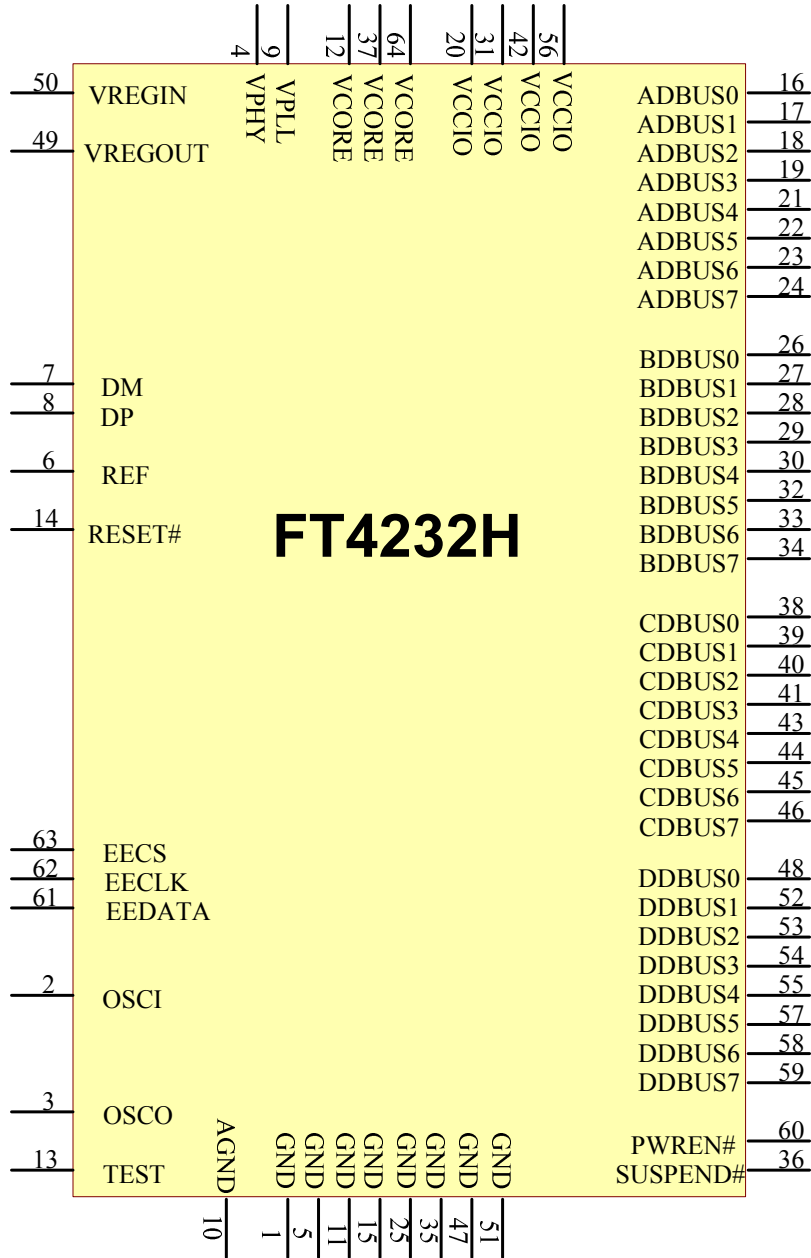 4 9 12 37 64 20 31 42 56
VPHY VPLL VCORE VCORE VCORE VCCIO VCCIO VCCIO VCCIO
50 VREGIN
49 VREGOUT
7 DM
8 DP
6 REF
14 RESET#
FT4232H
63 EECS
62 EECLK
61 EEDATA
2 OSCI
3 OSCO
13 TEST
ADBUS0 16
ADBUS1 17
ADBUS2 18
ADBUS3 19
ADBUS4 21
ADBUS5 22
ADBUS6 23
ADBUS7 24
BDBUS0 26
BDBUS1 27
BDBUS2 28
BDBUS3 29
BDBUS4 30
BDBUS5 32
BDBUS6 33
BDBUS7 34
CDBUS0 38
CDBUS1 39
CDBUS2 40
CDBUS3 41
CDBUS4 43
CDBUS5 44
CDBUS6 45
CDBUS7 46
DDBUS0 48
DDBUS1 52
DDBUS2 53
DDBUS3 54
DDBUS4 55
DDBUS5 57
DDBUS6 58
DDBUS7 59
PWREN# 60
SUSPEND# 36
AGND GND GND GND GND GND GND GND GND
10 1 5 11 15 25 35 47 51